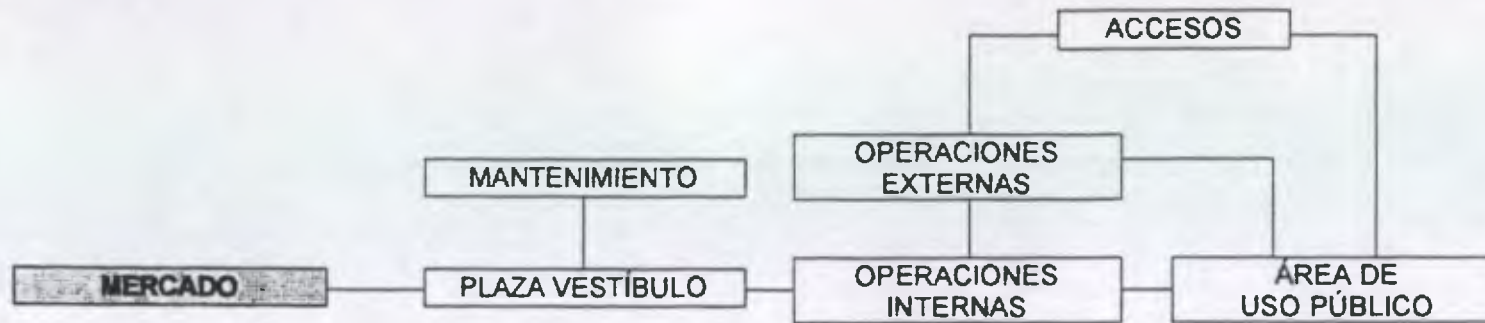 ACCESOS
OPERACIONES
EXTERNAS
MANTENIMIENTO
MERCADO
PLAZA VESTÍBULO
OPERACIONES
INTERNAS
ÁREA DE
USO PÚBLICO